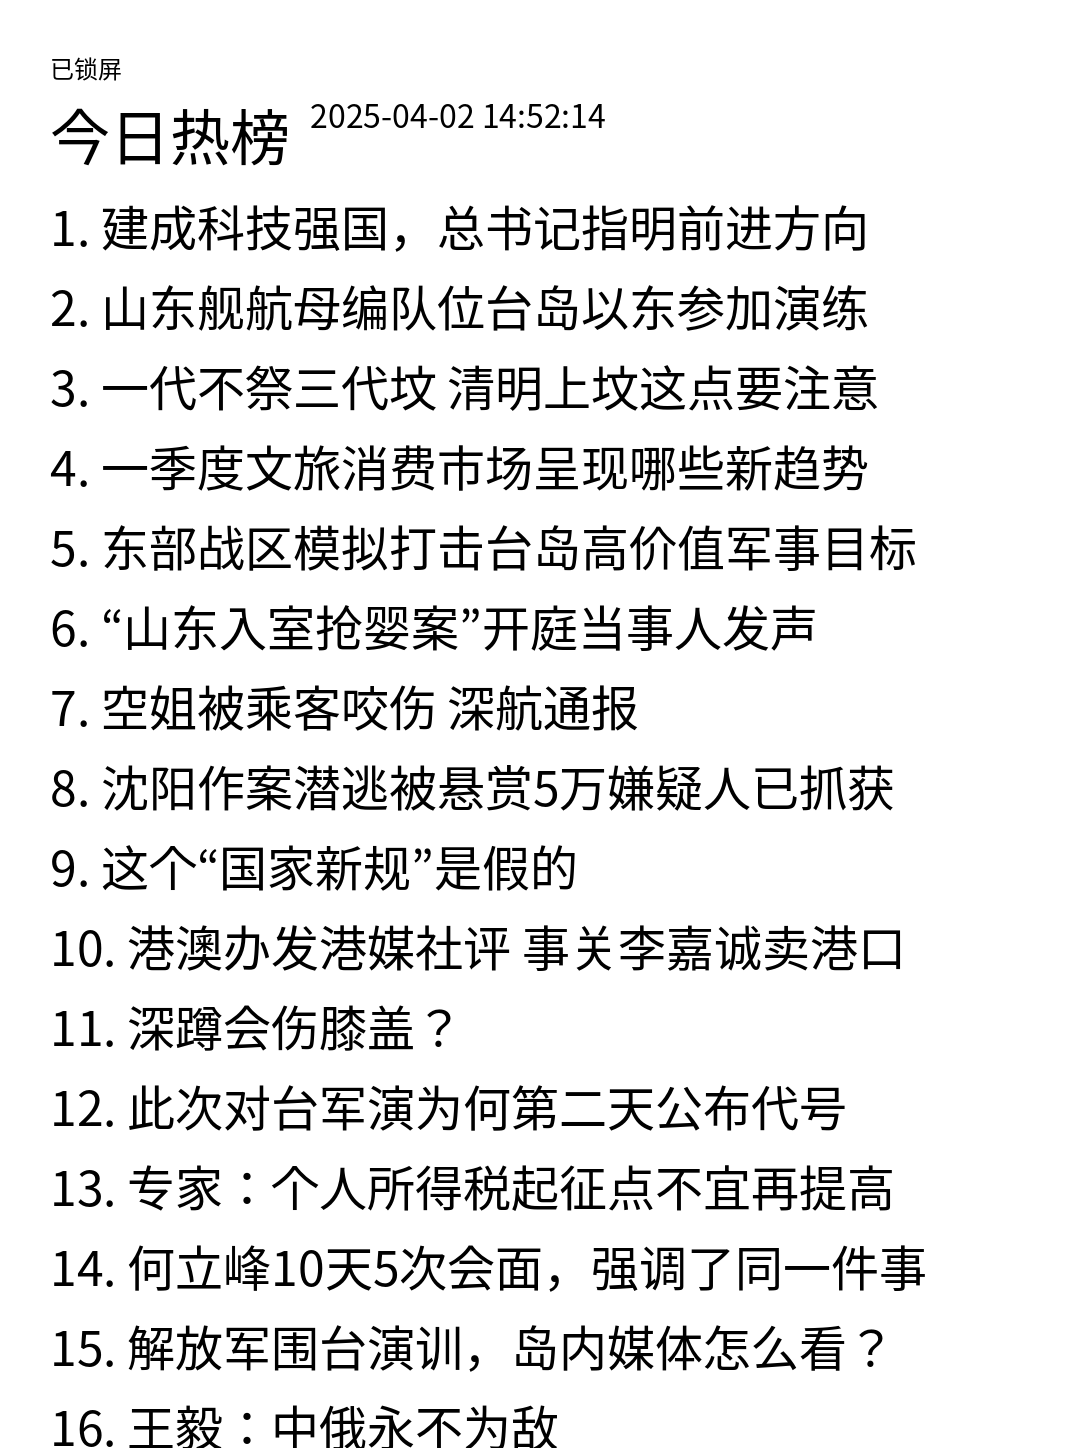 已锁屏
今日热榜 2025-04-02 14:52:14
1. 建成科技强国，总书记指明前进方向
2. 山东舰航母编队位台岛以东参加演练
3. 一代不祭三代坟 清明上坟这点要注意
4. 一季度文旅消费市场呈现哪些新趋势
5. 东部战区模拟打击台岛高价值军事目标
6. “山东入室抢婴案”开庭当事人发声
7. 空姐被乘客咬伤 深航通报
8. 沈阳作案潜逃被悬赏5万嫌疑人已抓获
9. 这个“国家新规”是假的
10. 港澳办发港媒社评 事关李嘉诚卖港口
11. 深蹲会伤膝盖？
12. 此次对台军演为何第二天公布代号
13. 专家：个人所得税起征点不宜再提高
14. 何立峰10天5次会面，强调了同一件事
15. 解放军围台演训，岛内媒体怎么看？
16. 王毅：中俄永不为敌